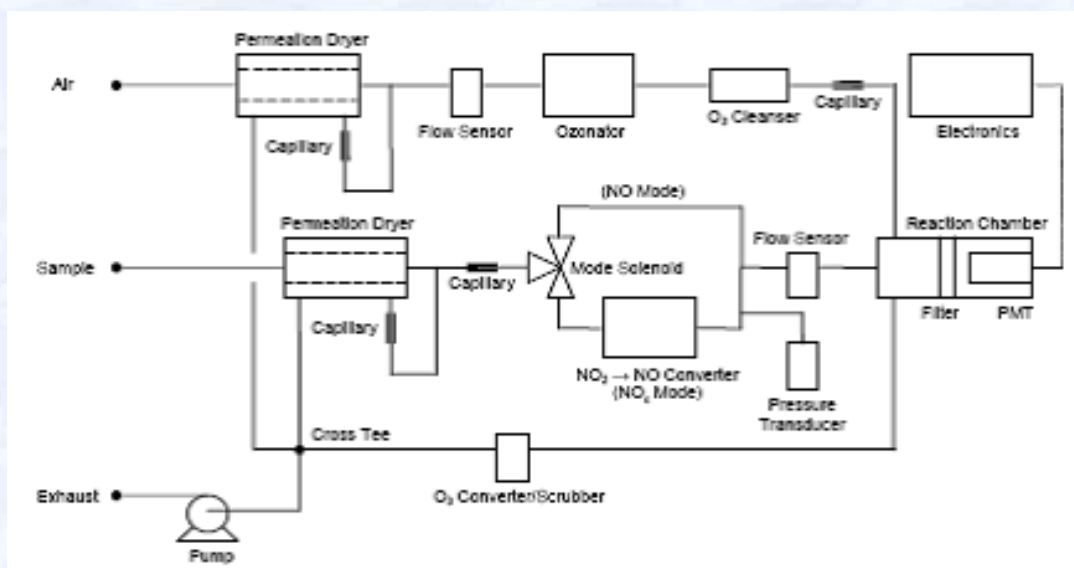 Permeation Dryer
Air
Capillary
Flow Sensor
Ozonator
O₃ Cleanser
Capillary
Electronics
(NO Mode)
Permeation Dryer
Reaction Chamber
Flow Sensor
Sample
Capillary
Mode Solenoid
Capillary
Filter
PMT
NO₂ → NO Converter
(NOₓ Mode)
Pressure
Transducer
Cross Tee
Exhaust
O₃ Converter/Scrubber
Pump